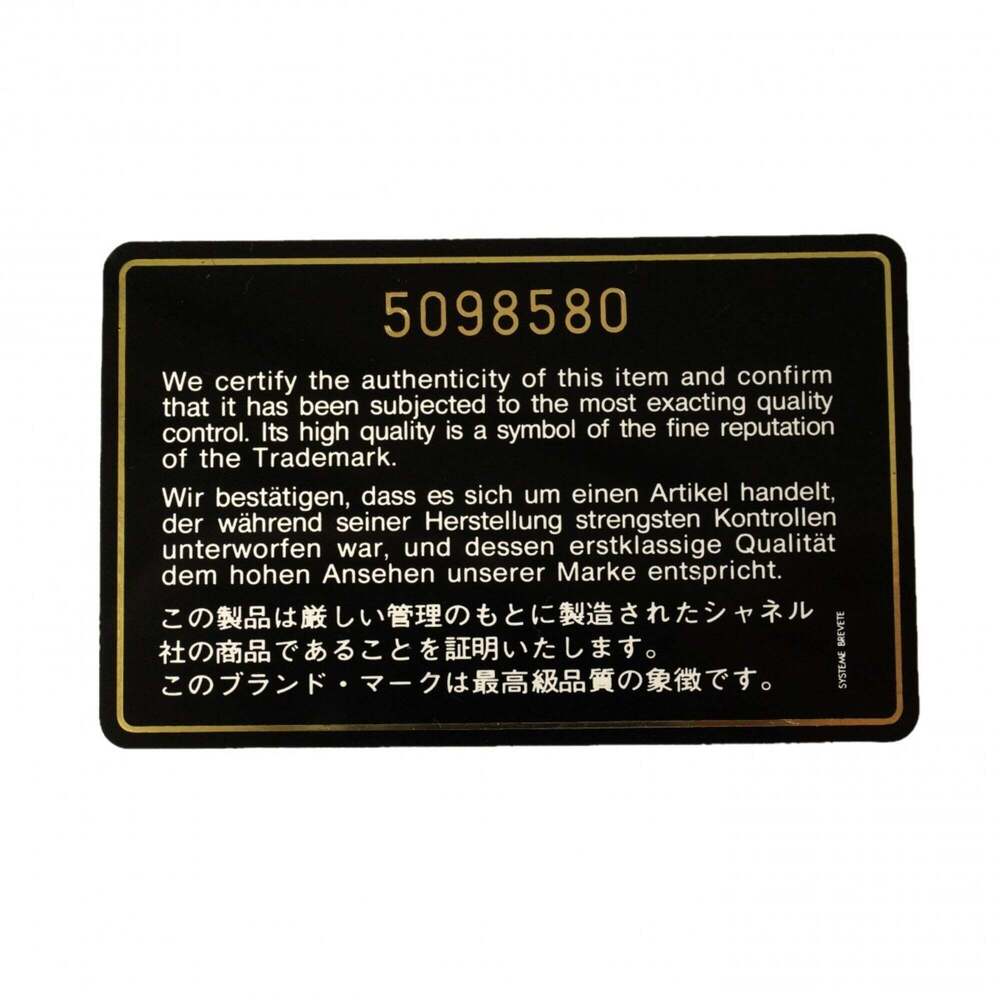 5098580
We certify the authenticity of this item and confirm
that it has been subjected to the most exacting quality
control. Its high quality is a symbol of the fine reputation
of the Trademark.
Wir bestätigen, dass es sich um einen Artikel handelt,
der während seiner Herstellung strengsten Kontrollen
unterworfen war, und dessen erstklassige Qualität
dem hohen Ansehen unserer Marke entspricht.
この製品は厳しい管理のもとに製造されたシャネル
社の商品であることを証明いたします。
このブランド・マークは最高級品質の象徴です。
SYSTEME BREVETE